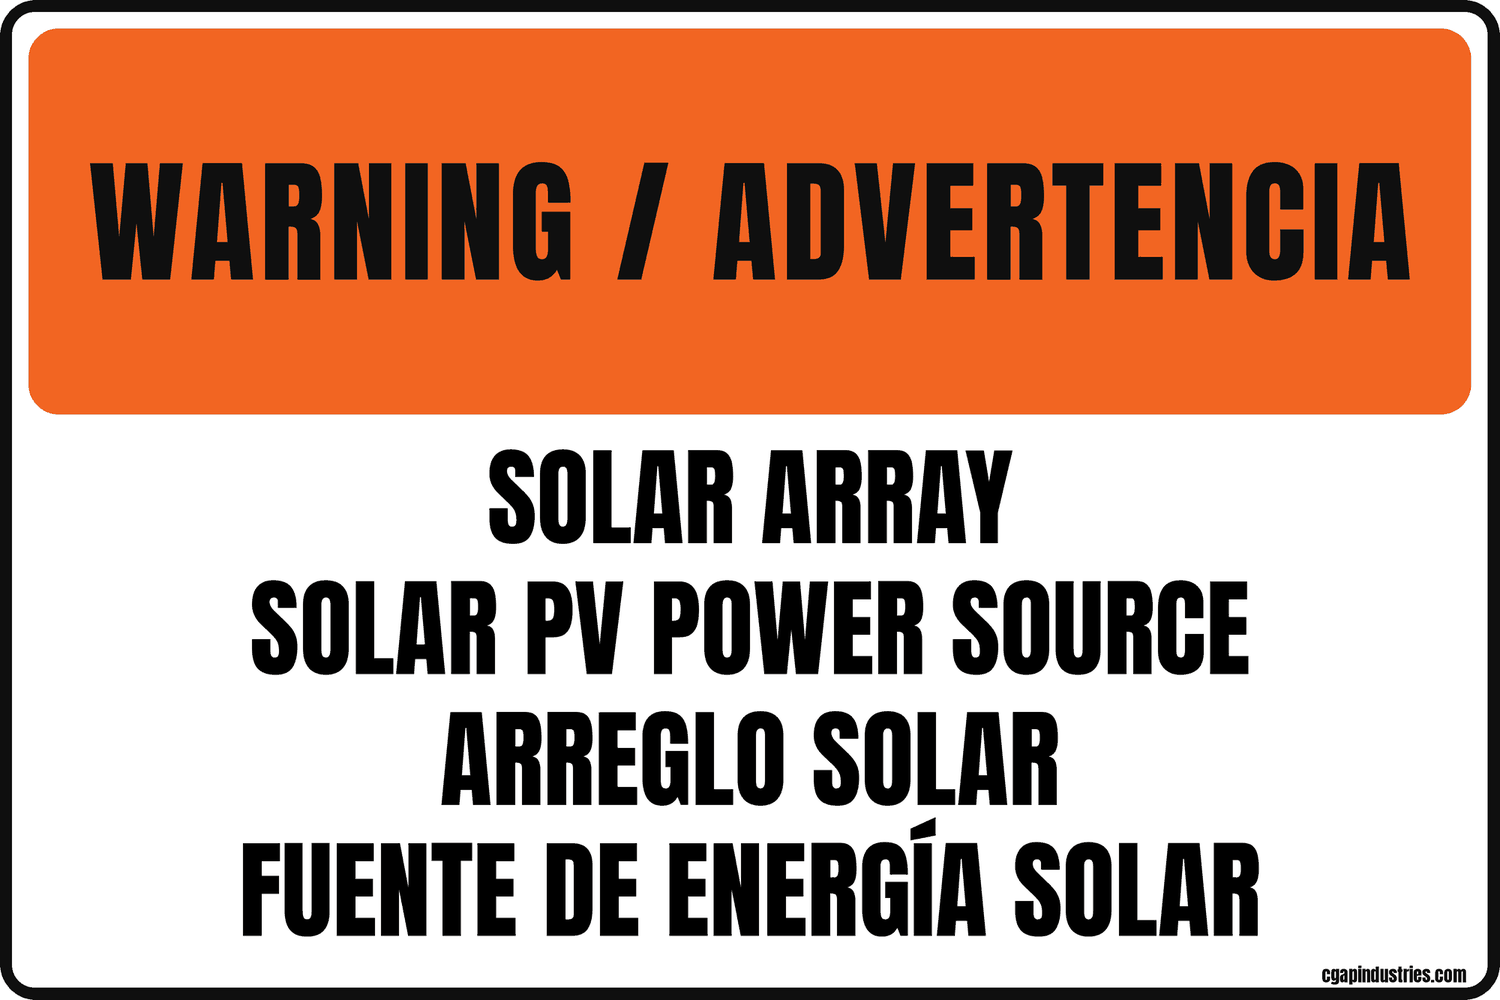 WARNING / ADVERTENCIA
SOLAR ARRAY
SOLAR PV POWER SOURCE
ARREGLO SOLAR
FUENTE DE ENERGÍA SOLAR
cgapindustries.com